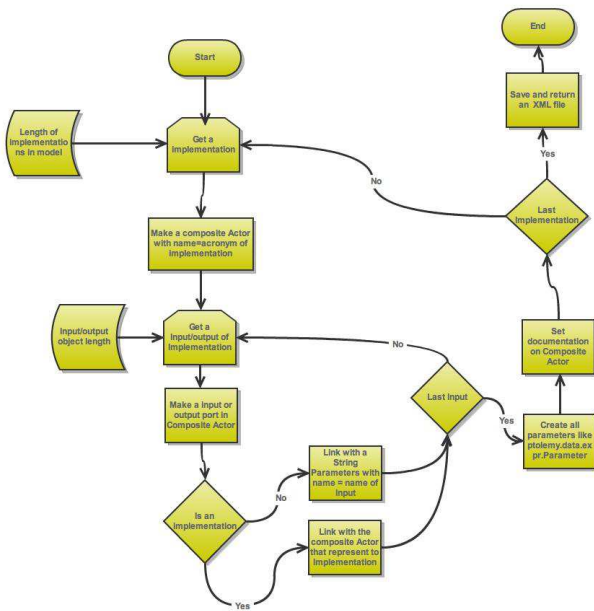 Start
Length of
implementatio
ns in model
Get a
implementation
Make a composite Actor
with name=acronym of
implementation
Input/output
object length
Get a
Input/output of
Implementation
No
Make a input or
output port in
Composite Actor
Is an
Implementation
No
Link with a
String
Parameters with
name = name of
Input
Yes
Link with the
composite Actor
that represent to
Implementation
Last Input
Yes
Create all
parameters like
ptolemy.data.ex
pr.Parameter
Set
documentation
on Composite
Actor
Last
Implementation
No
Yes
Save and return
an XML file
End